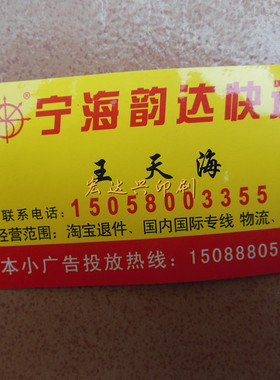 宁海韵达快
王天海
宏达兴印刷
联系电话：15058003355
经营范围：淘宝退件、国内国际专线 物流、
本小广告投放热线：15088805